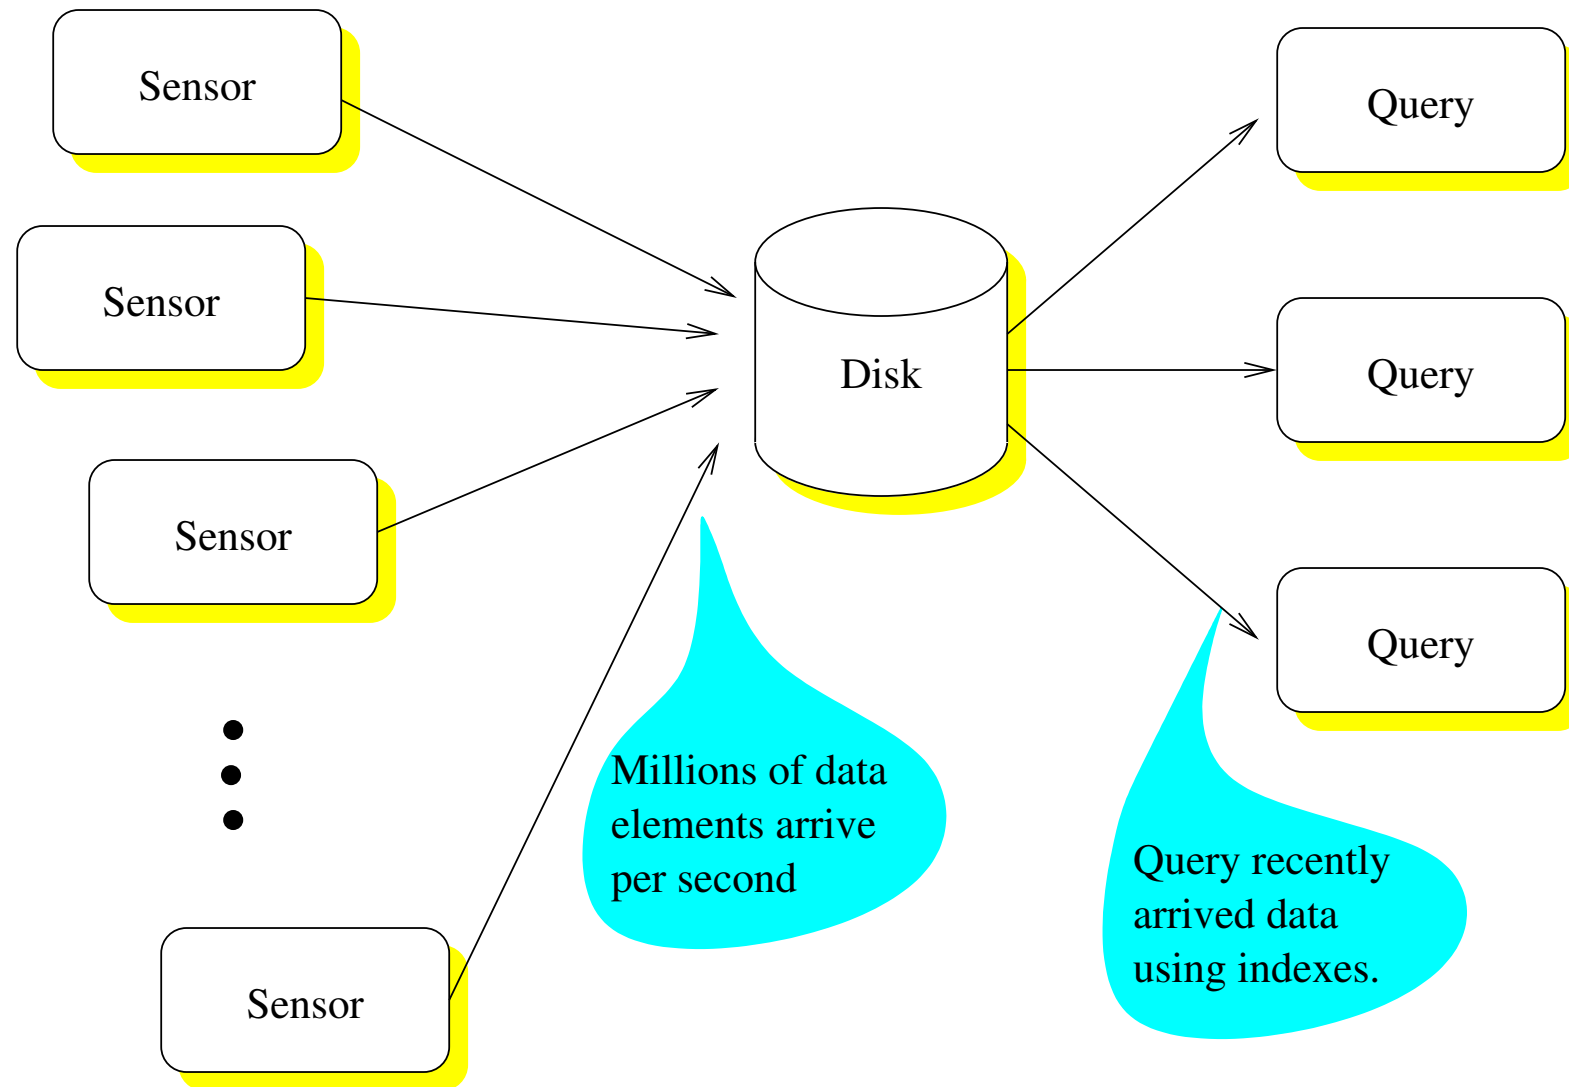 Sensor
Query
Sensor
Disk
Query
Sensor
Query
Millions of data
elements arrive
per second
Query recently
arrived data
using indexes.
Sensor